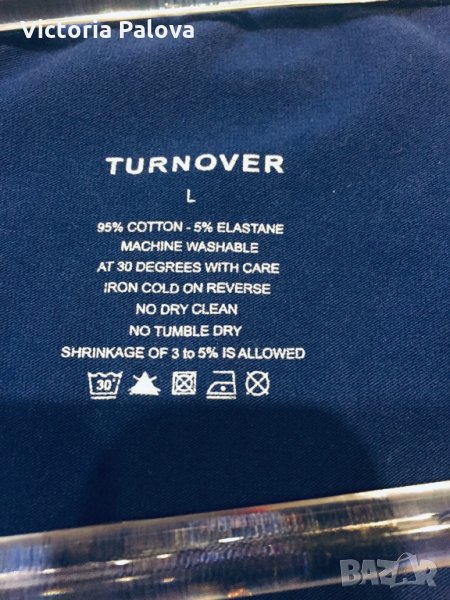 Victoria Palova
TURNOVER
L
95% COTTON - 5% ELASTANE
MACHINE WASHABLE
AT 30 DEGREES WITH CARE
IRON COLD ON REVERSE
NO DRY CLEAN
NO TUMBLE DRY
SHRINKAGE OF 3 to 5% IS ALLOWED
30°
BAZAR